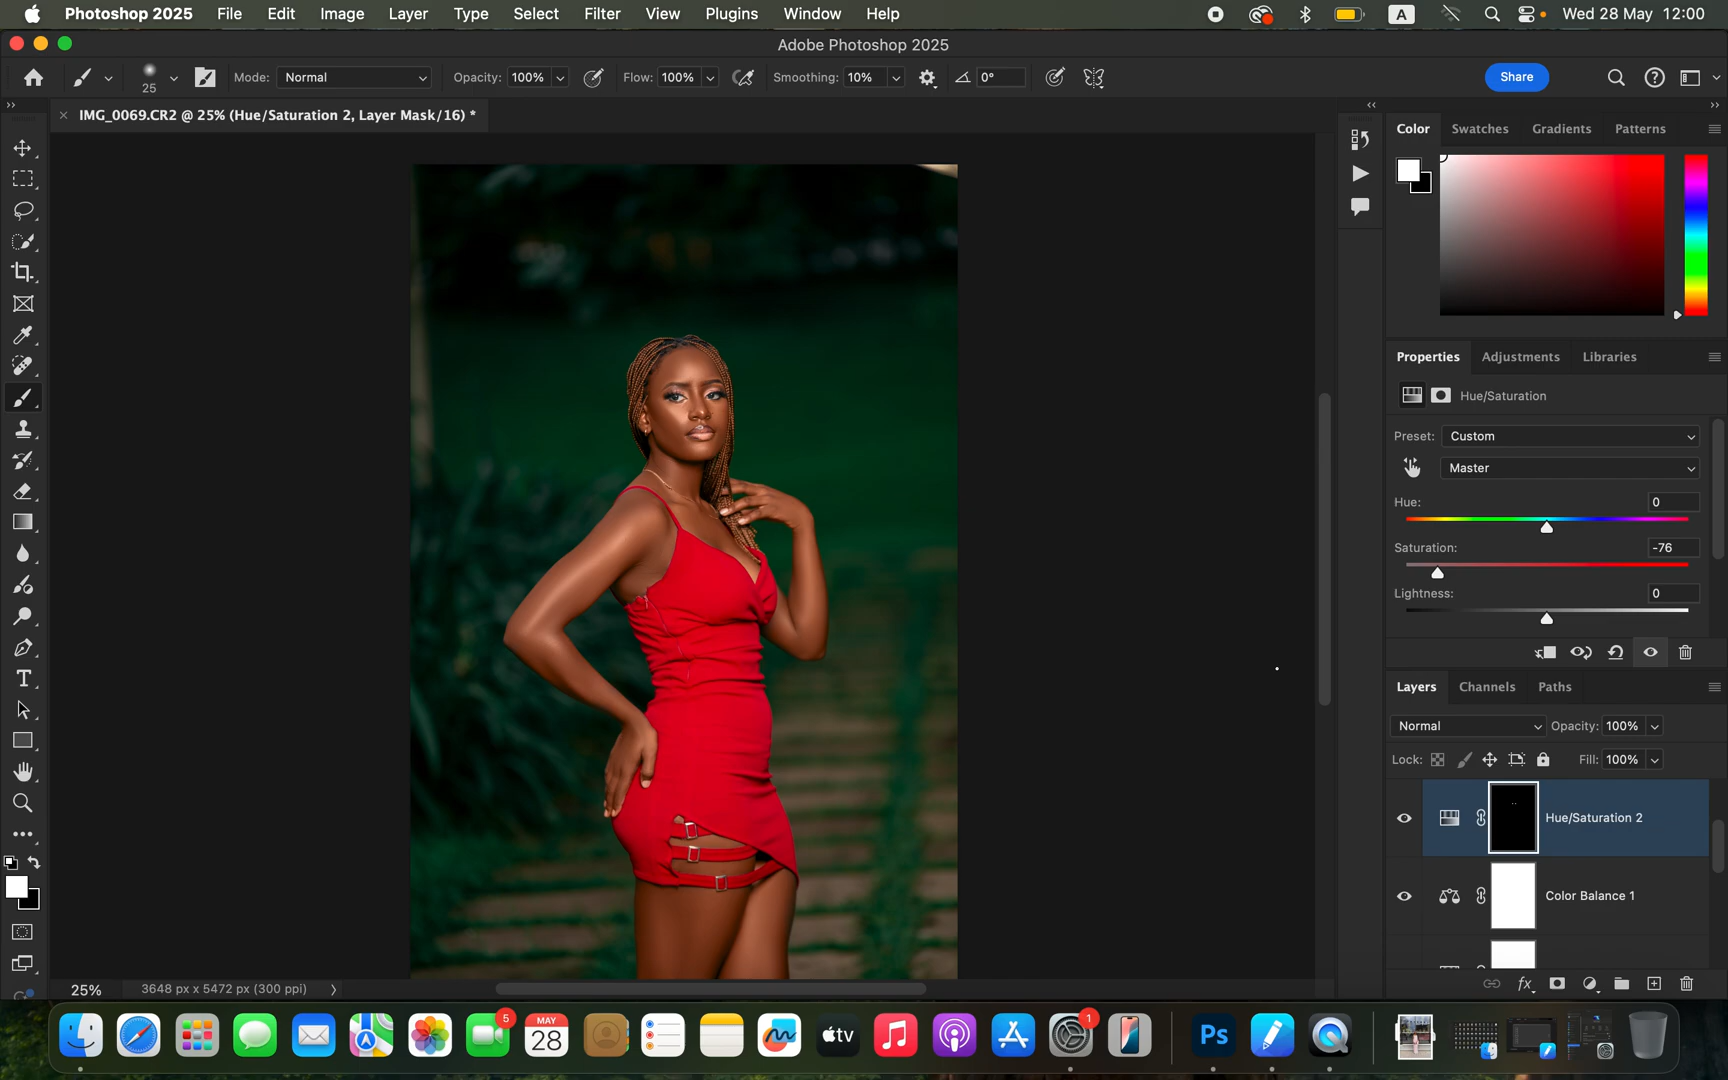 Photoshop 2025 File Edit Image Layer Type Select Filter View Plugins Window Help A Wed 28 May 12:00
Adobe Photoshop 2025
25 Mode: Normal Opacity: 100% Flow: 100% Smoothing: 10% 0° Share
IMG_0069.CR2 @ 25% (Hue/Saturation 2, Layer Mask/16) *
Color Swatches Gradients Patterns
Properties Adjustments Libraries
Hue/Saturation
Preset: Custom
Master
Hue: 0
Saturation: -76
Lightness: 0
Layers Channels Paths
Normal Opacity: 100%
Lock: Fill: 100%
Hue/Saturation 2
Color Balance 1
fx
25% 3648 px x 5472 px (300 ppi)
5
MAY
28
tv
1
Ps